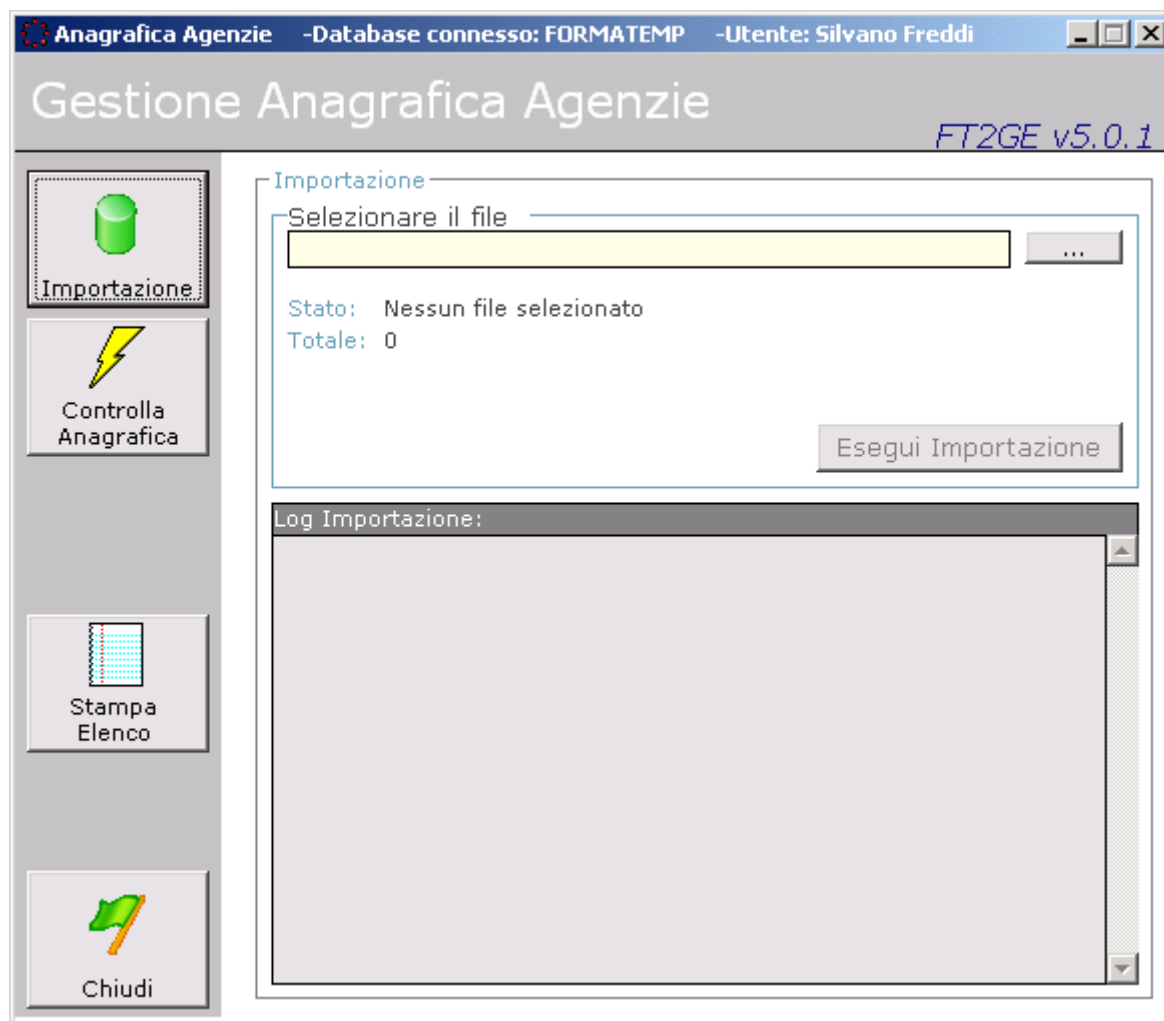 Anagrafica Agenzie -Database connesso: FORMATEMP -Utente: Silvano Freddi
Gestione Anagrafica Agenzie
FT2GE v5.0.1
Importazione
Controlla
Anagrafica
Stampa
Elenco
Chiudi
Importazione
Selezionare il file
...
Stato: Nessun file selezionato
Totale: 0
Esegui Importazione
Log Importazione: